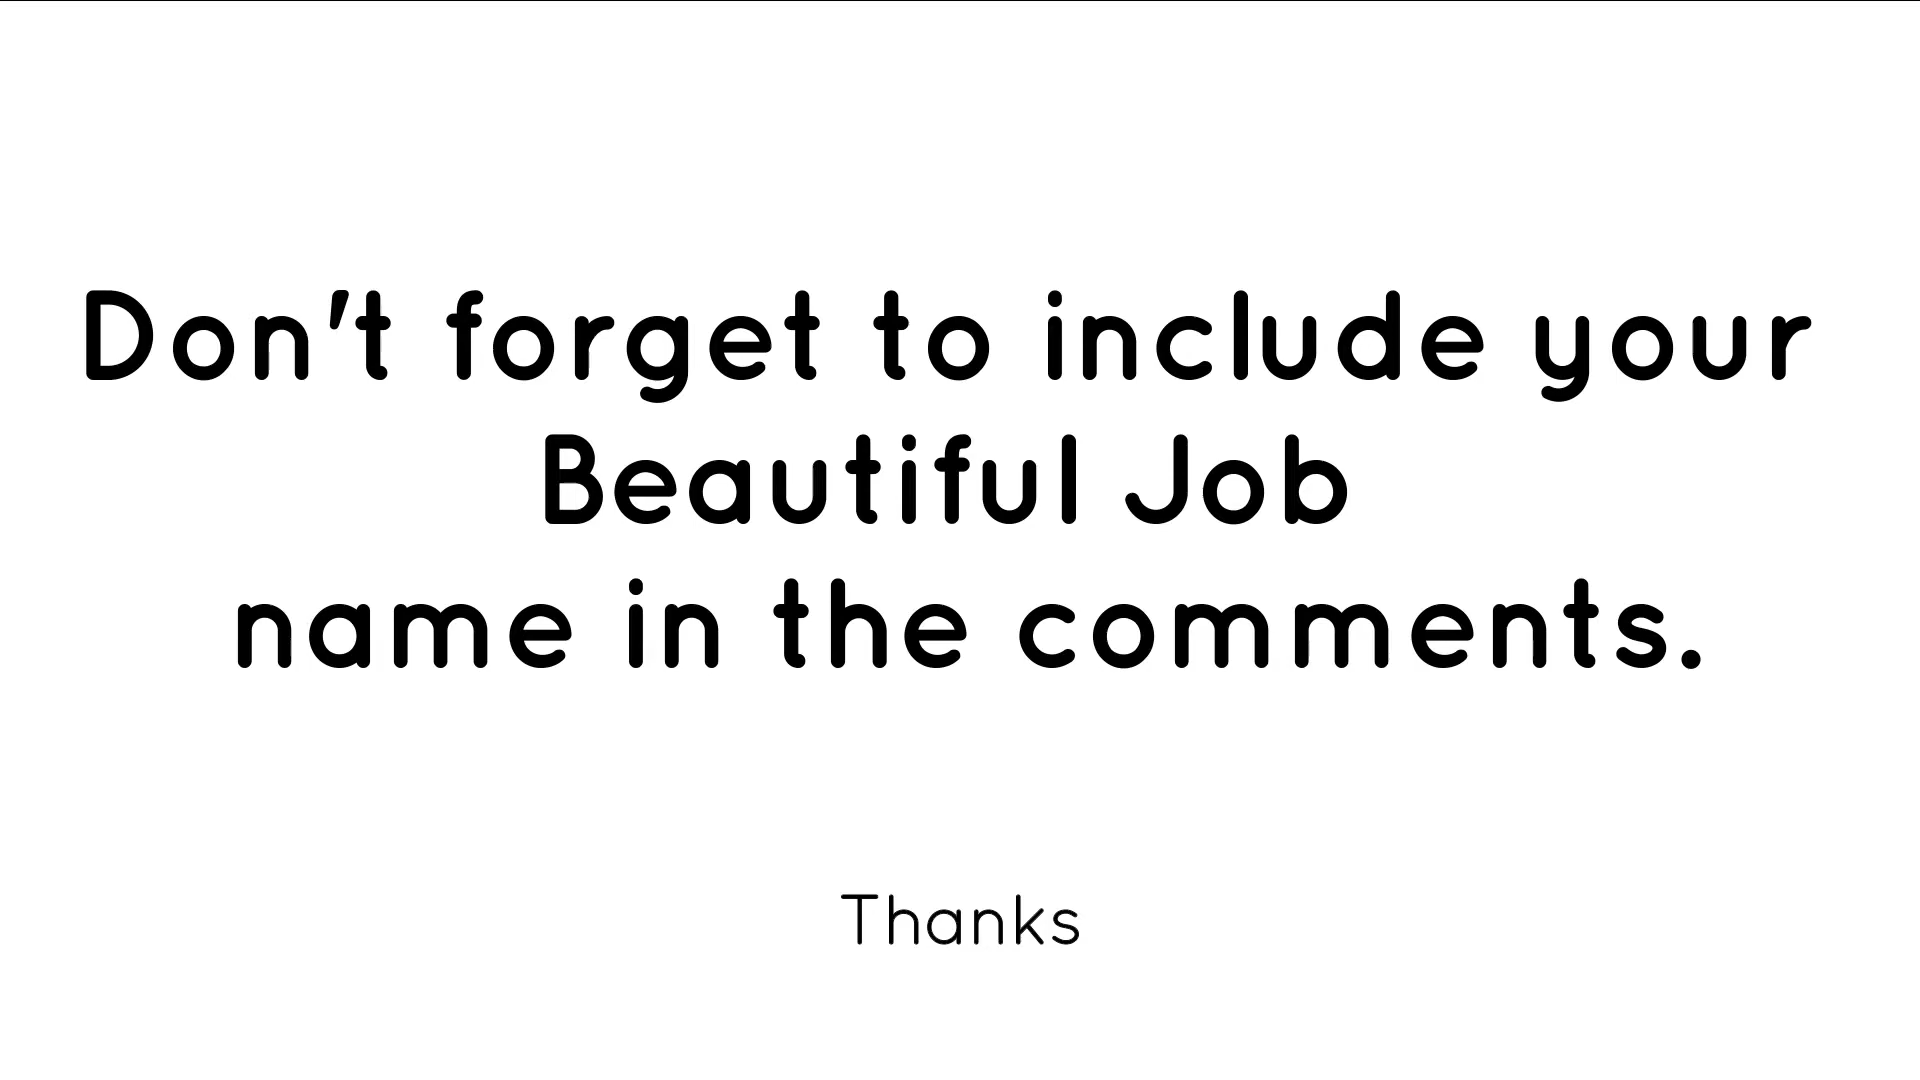 Don't forget to include your
Beautiful Job
name in the comments.
Thanks